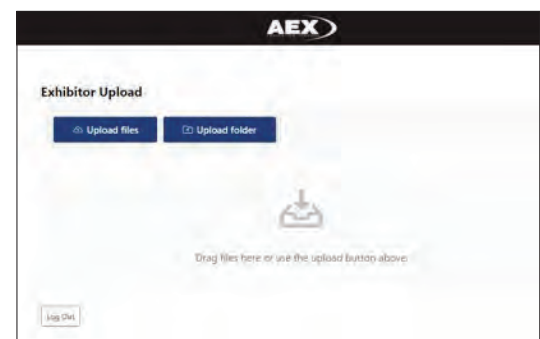 AEX
Exhibitor Upload
Upload files
Upload folder
Drag files here or use the upload button above.
Log Out